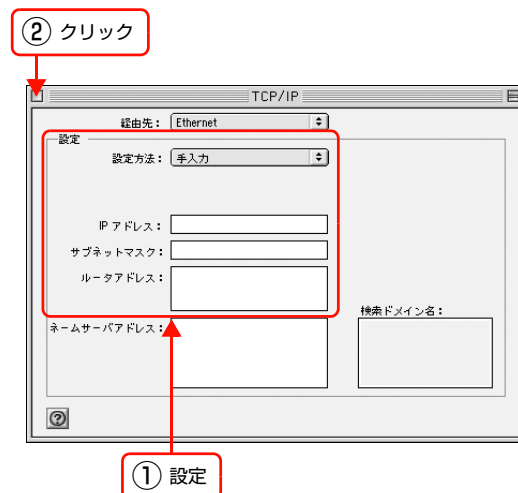 ② クリック
TCP/IP
経由先： Ethernet
設定
設定方法： 手入力
IP アドレス：
サブネットマスク：
ルータアドレス：
検索ドメイン名：
ネームサーバアドレス：
?
① 設定